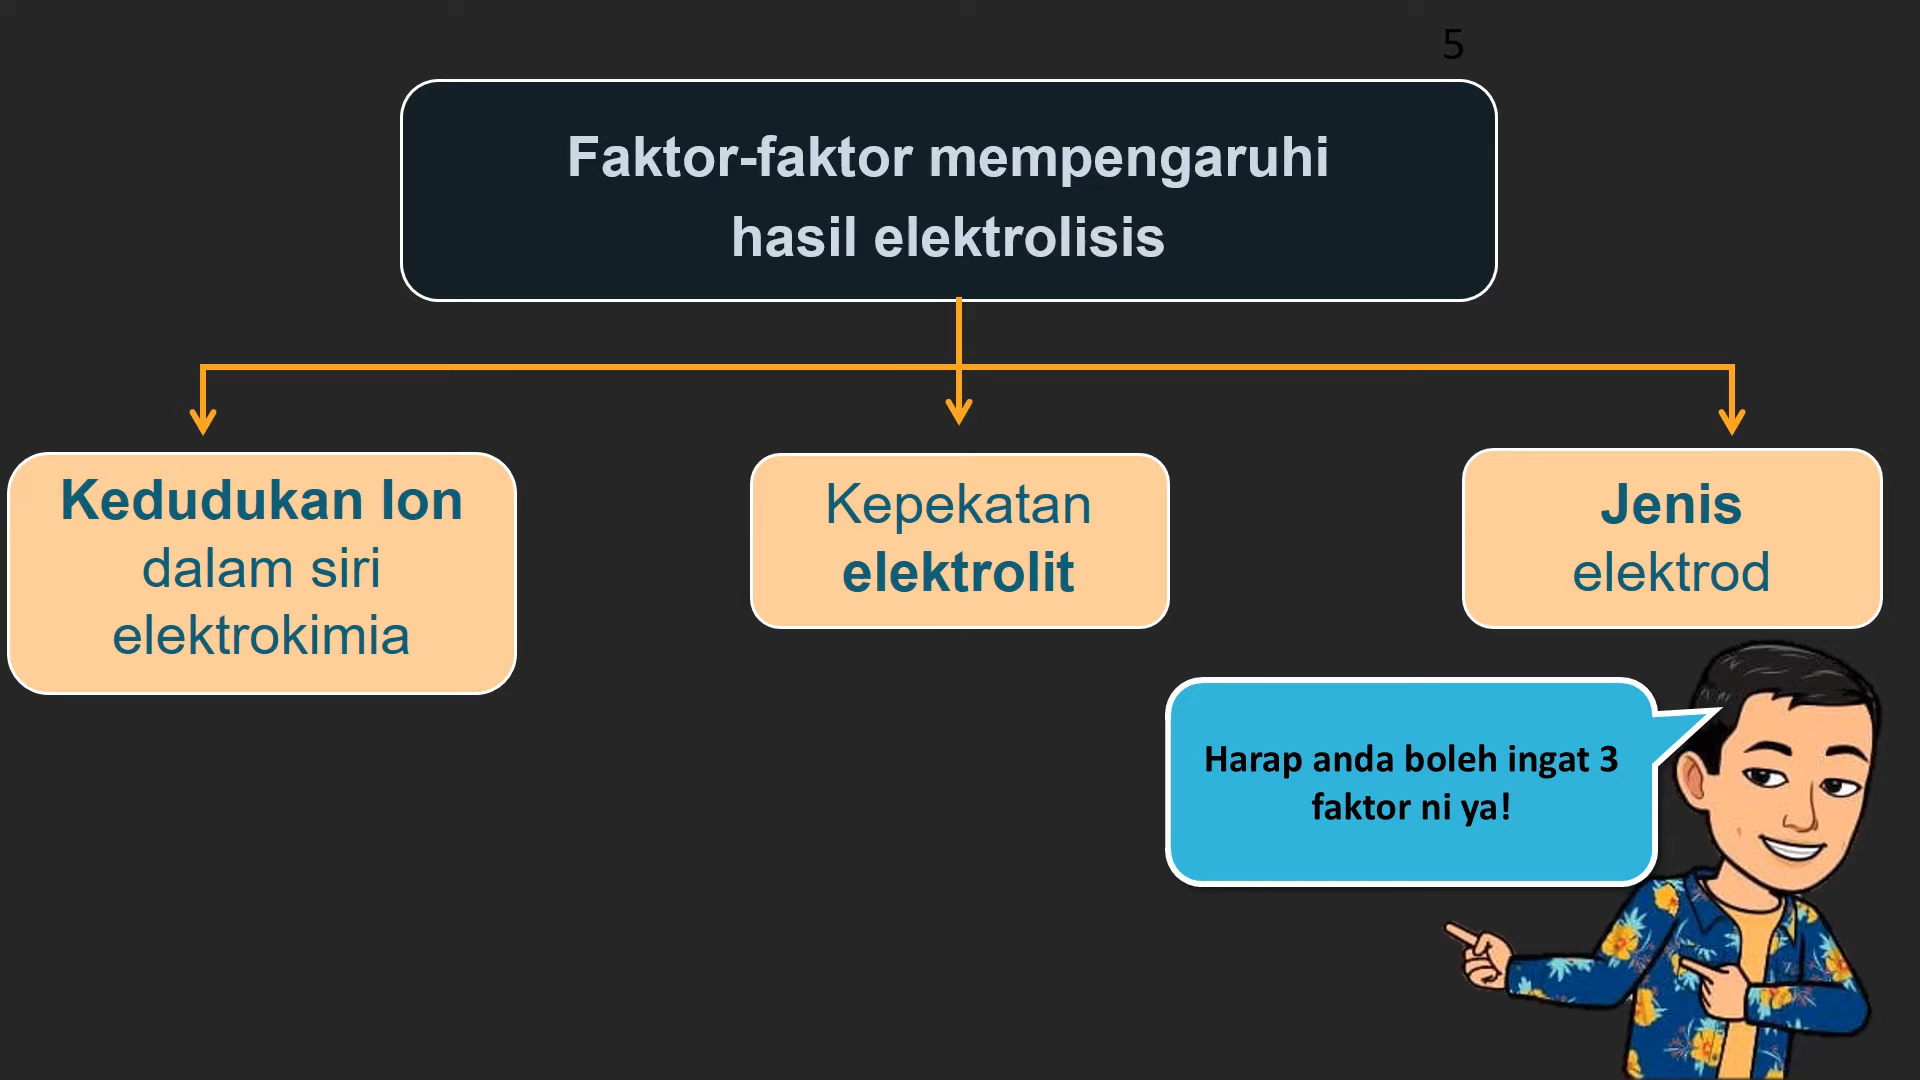 5
Faktor-faktor mempengaruhi
hasil elektrolisis
Kedudukan Ion
dalam siri
elektrokimia
Kepekatan
elektrolit
Jenis
elektrod
Harap anda boleh ingat 3
faktor ni ya!